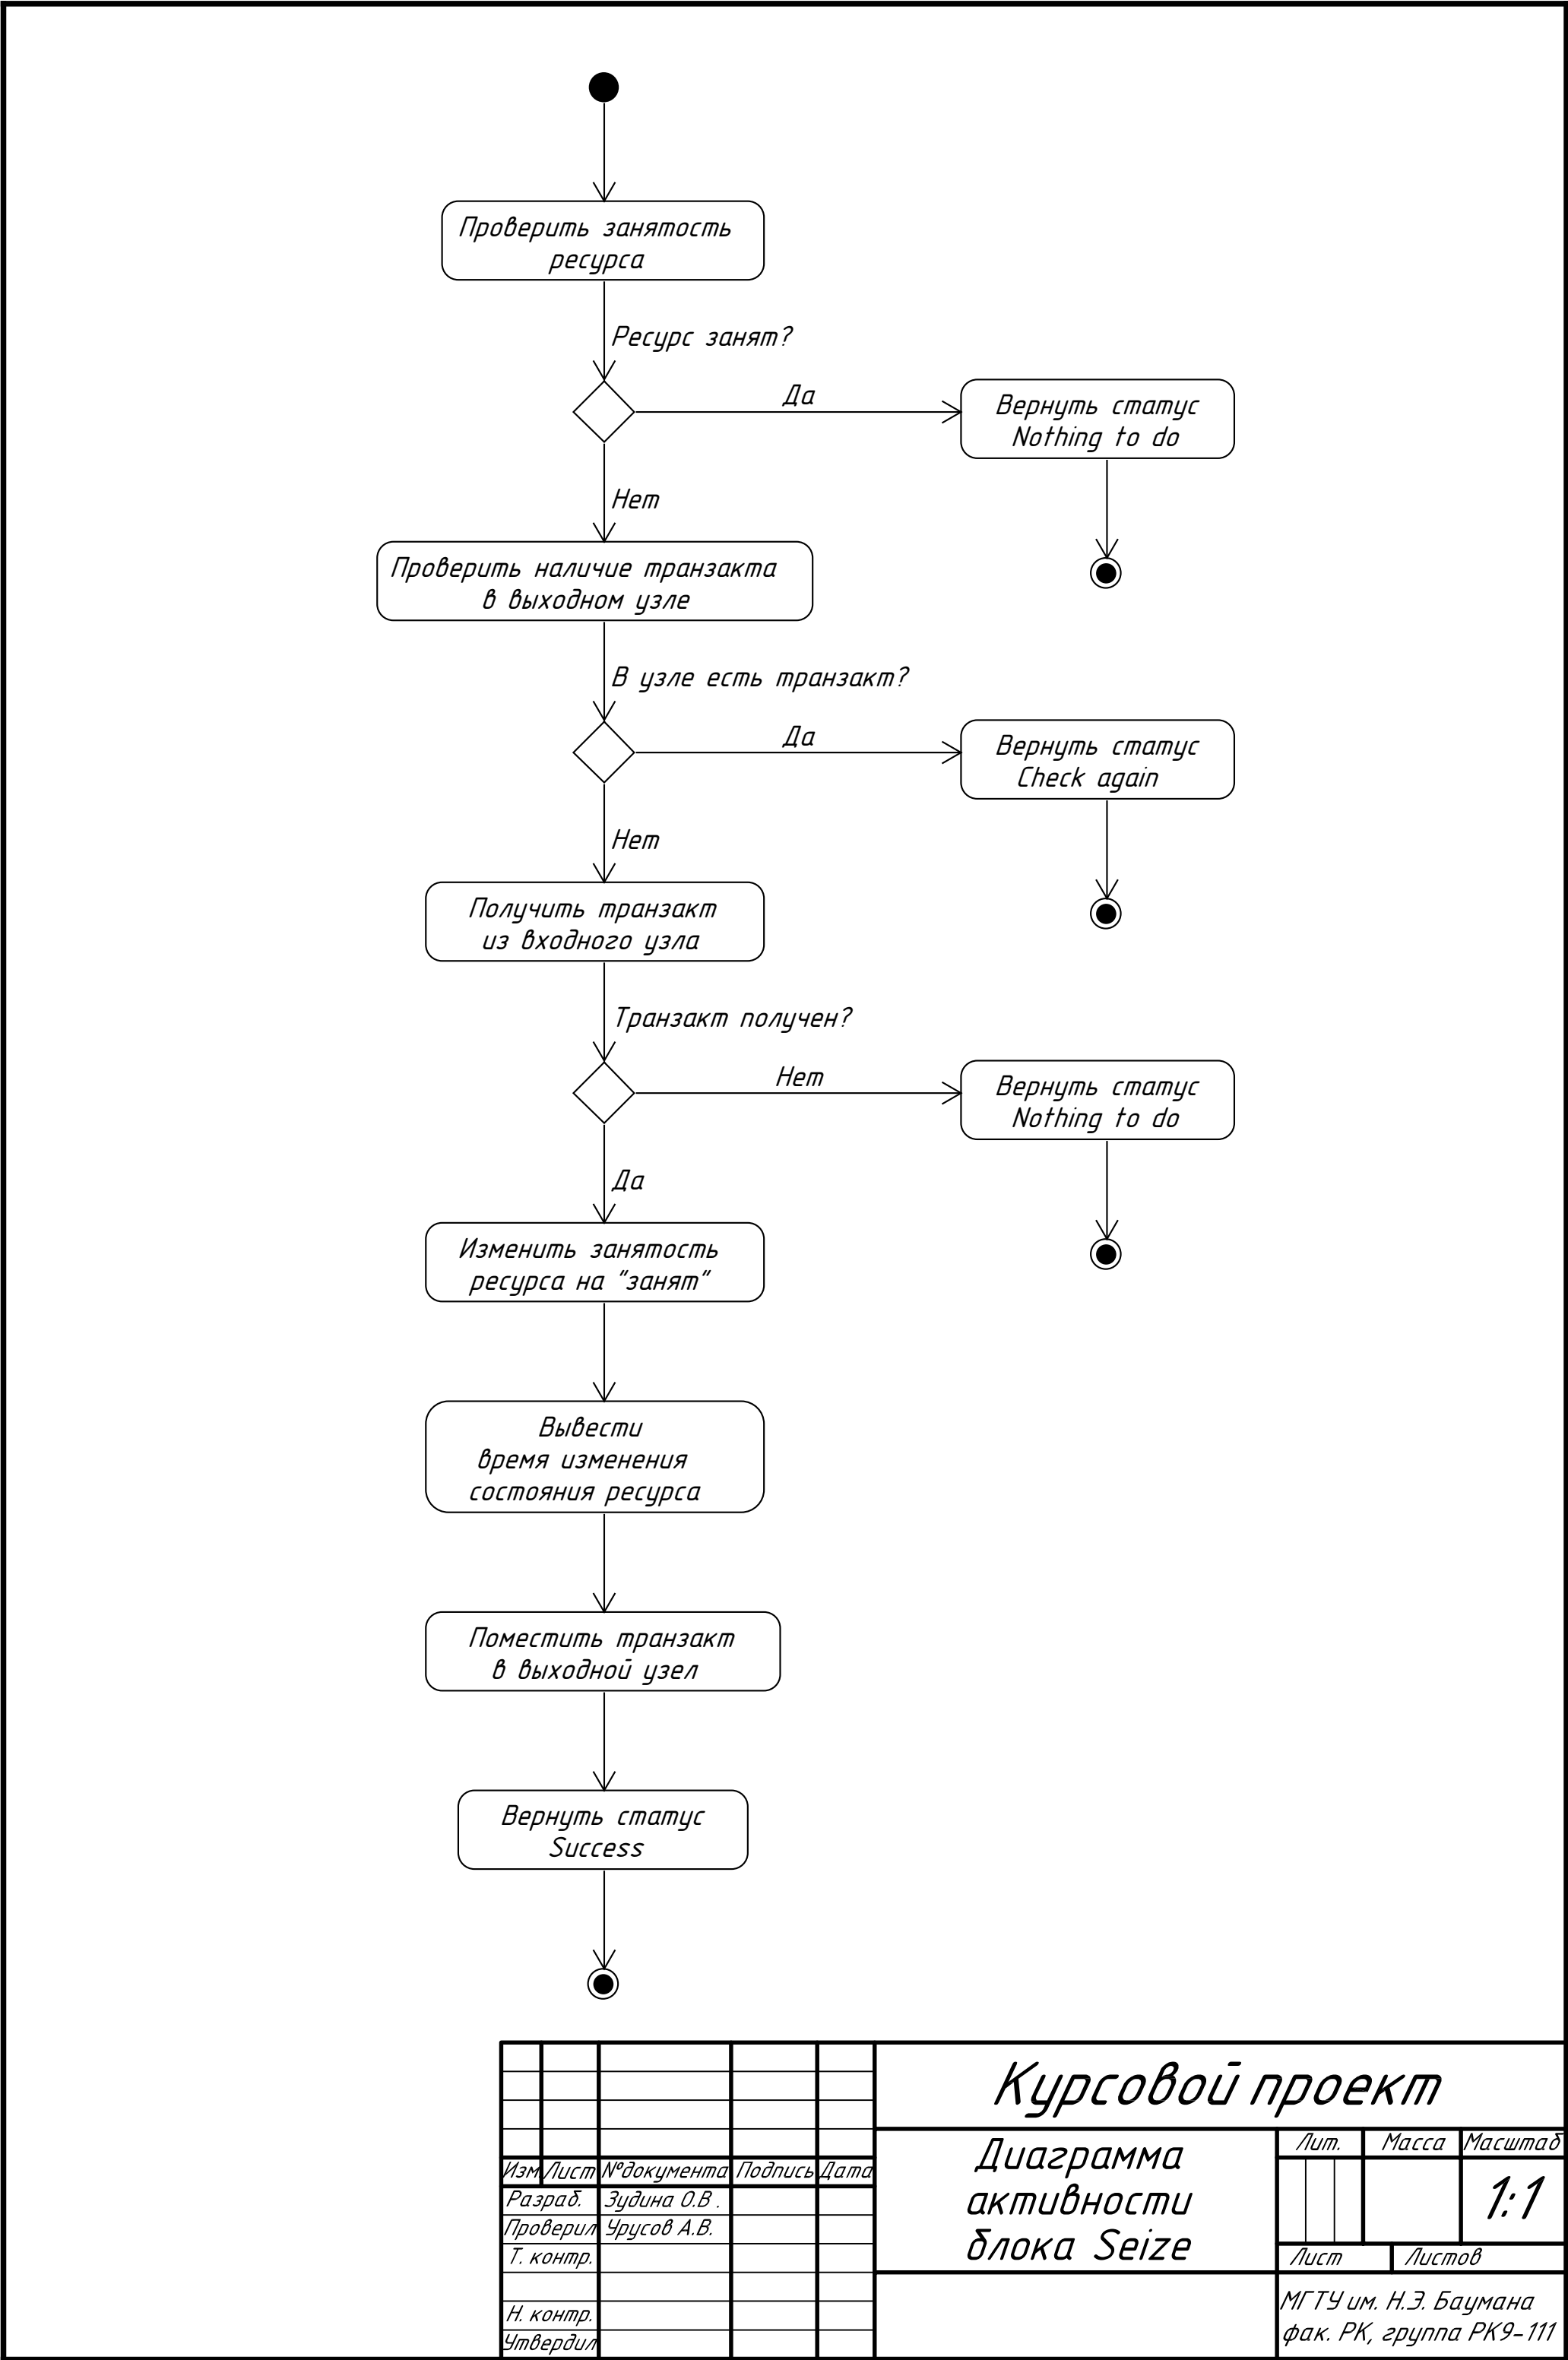 Проверить занятость
ресурса
Ресурс занят?
Да
Вернуть статус
Nothing to do
Нет
Проверить наличие транзакта
в выходном узле
В узле есть транзакт?
Да
Вернуть статус
Check again
Нет
Получить транзакт
из входного узла
Транзакт получен?
Нет
Вернуть статус
Nothing to do
Да
Изменить занятость
ресурса на "занят"
Вывести
время изменения
состояния ресурса
Поместить транзакт
в выходной узел
Вернуть статус
Success
Курсовой проект
Диаграмма
активности
блока Seize
Лит. Масса Масштаб
1:1
Лист Листов
МГТУ им. Н.Э. Баумана
фак. РК, группа РК9-111
Изм Лист №документа Подпись Дата
Разраб. Зудина О.В .
Проверил Урусов А.В.
Т. контр.
Н. контр.
Утвердил